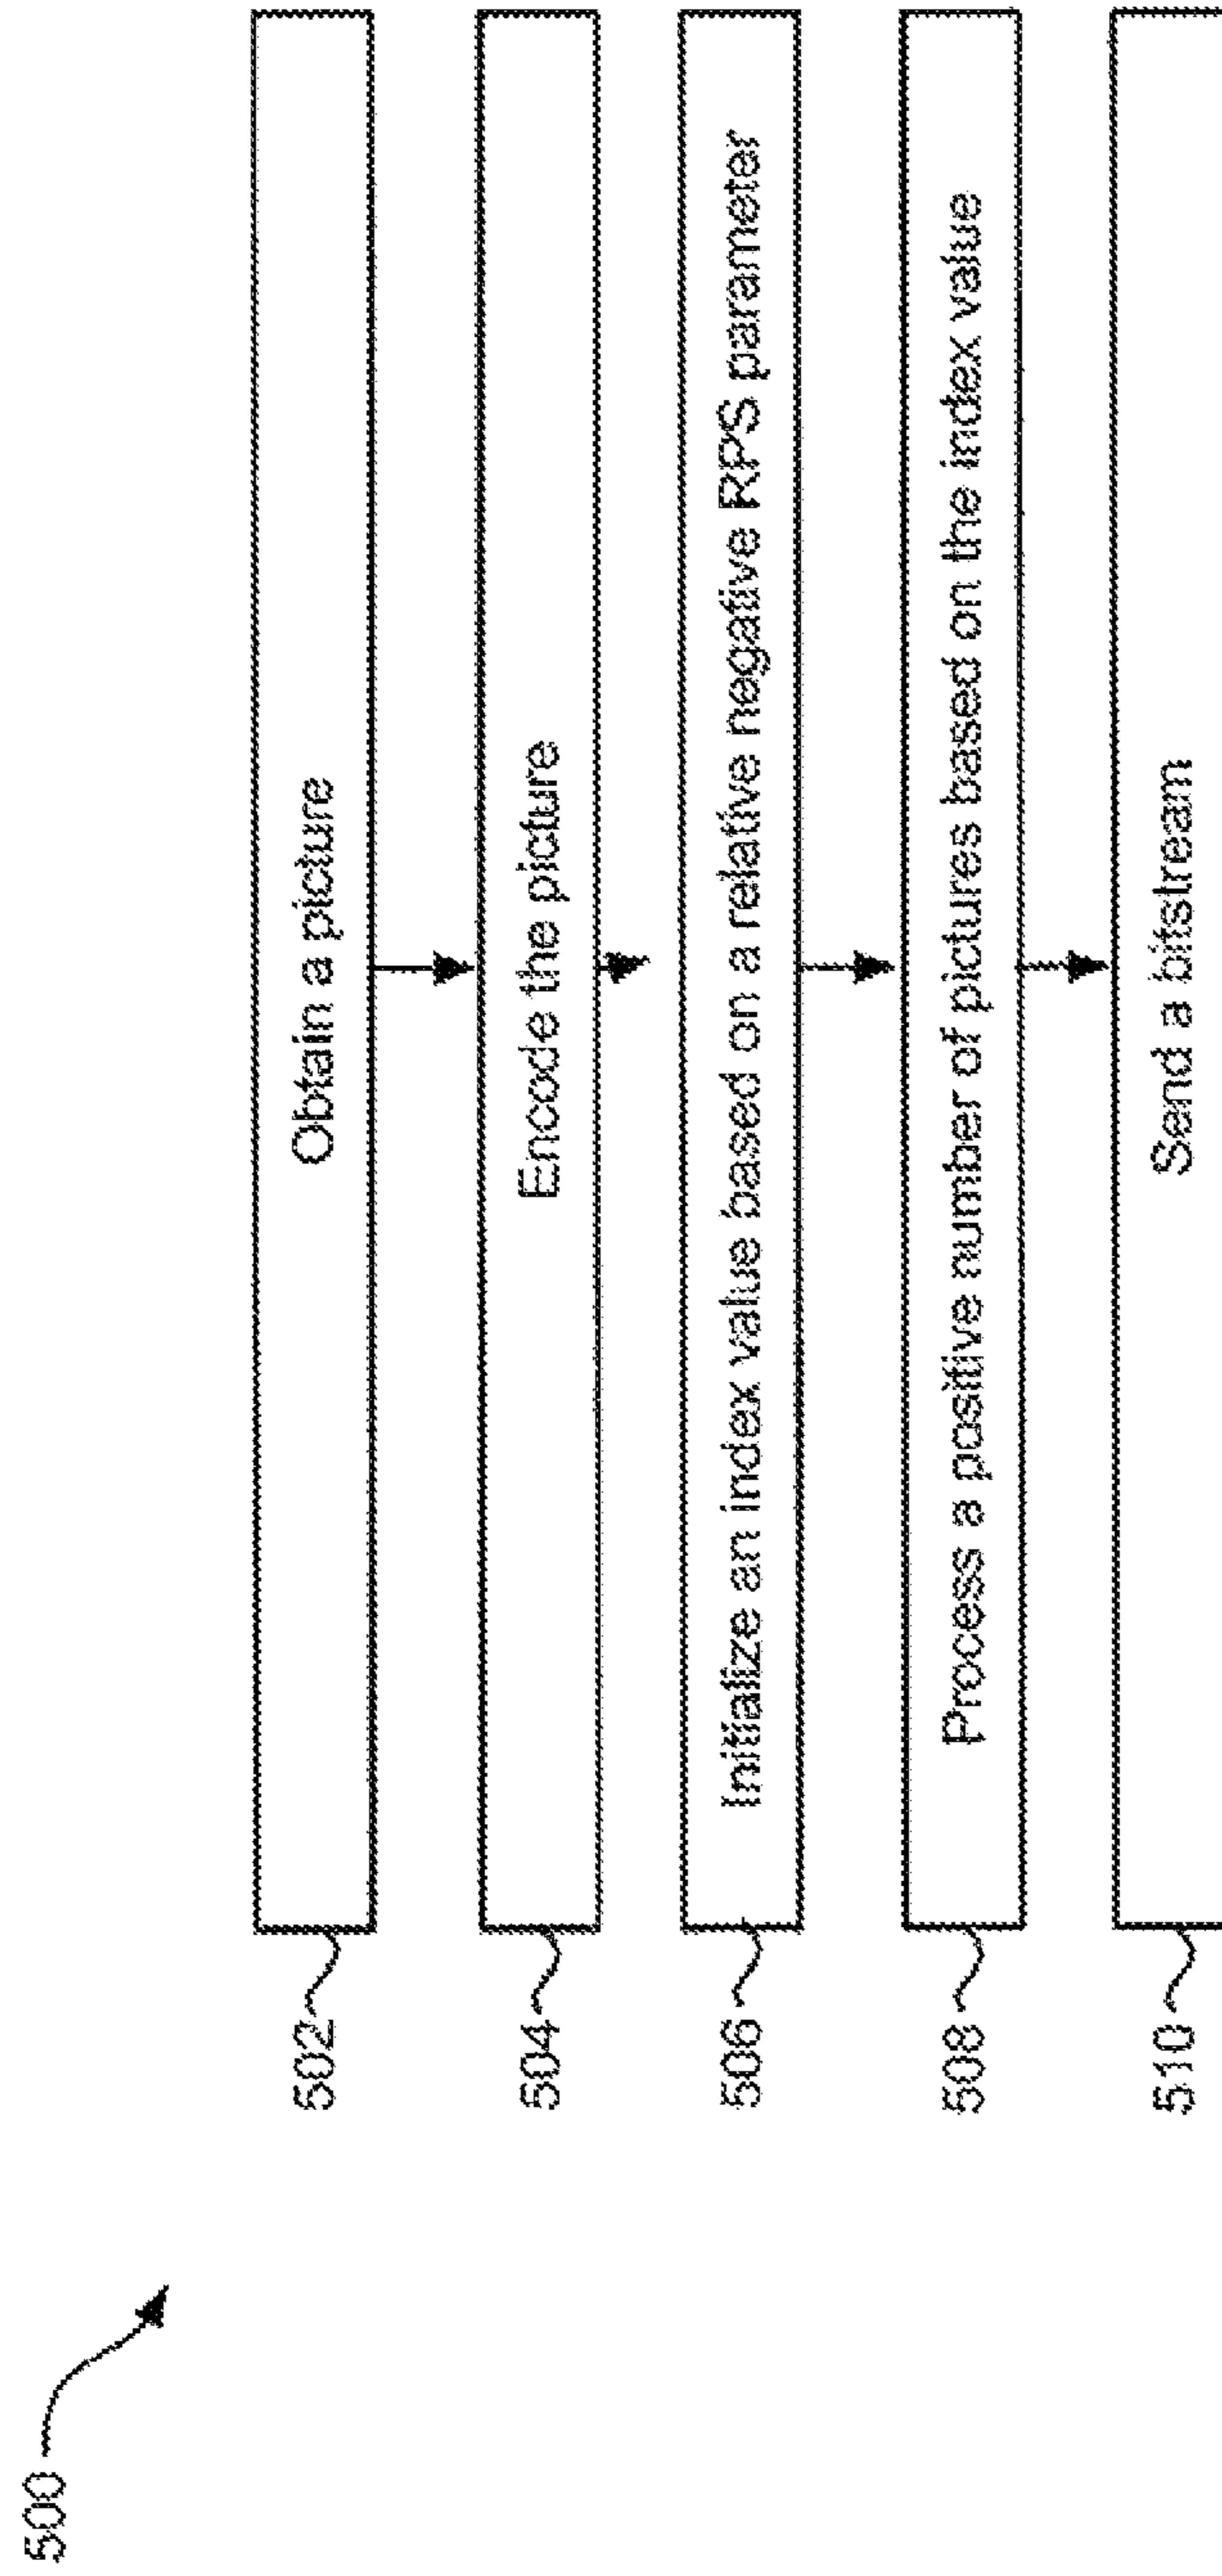 500
502
Obtain a picture
504
Encode the picture
506
Initialize an index value based on a relative negative RPS parameter
508
Process a positive number of pictures based on the index value
510
Send a bitstream